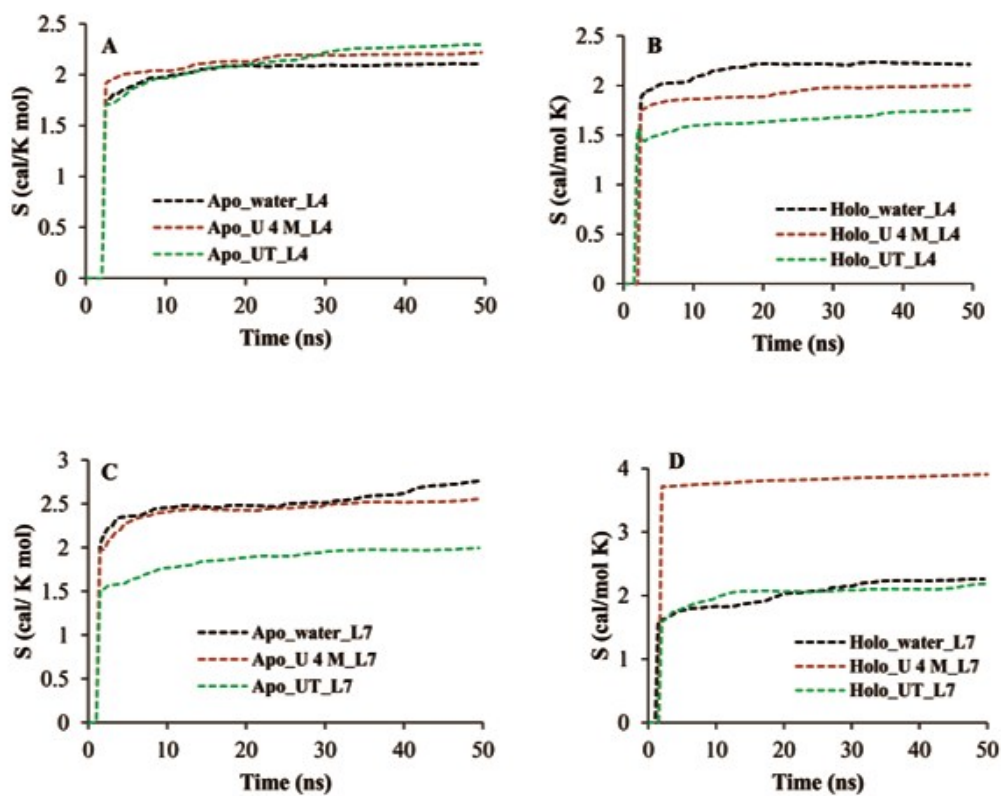 A
S (cal/K mol)
2.5
2
1.5
1
0.5
0
Apo_water_L4
Apo_U 4 M_L4
Apo_UT_L4
0 10 20 30 40 50
Time (ns)
B
S (cal/mol K)
2.5
2
1.5
1
0.5
0
Holo_water_L4
Holo_U 4 M_L4
Holo_UT_L4
0 10 20 30 40 50
Time (ns)
C
S (cal/ K mol)
3
2.5
2
1.5
1
0.5
0
Apo_water_L7
Apo_U 4 M_L7
Apo_UT_L7
0 10 20 30 40 50
Time (ns)
D
S (cal/mol K)
4
3
2
1
0
Holo_water_L7
Holo_U 4 M_L7
Holo_UT_L7
0 10 20 30 40 50
Time (ns)